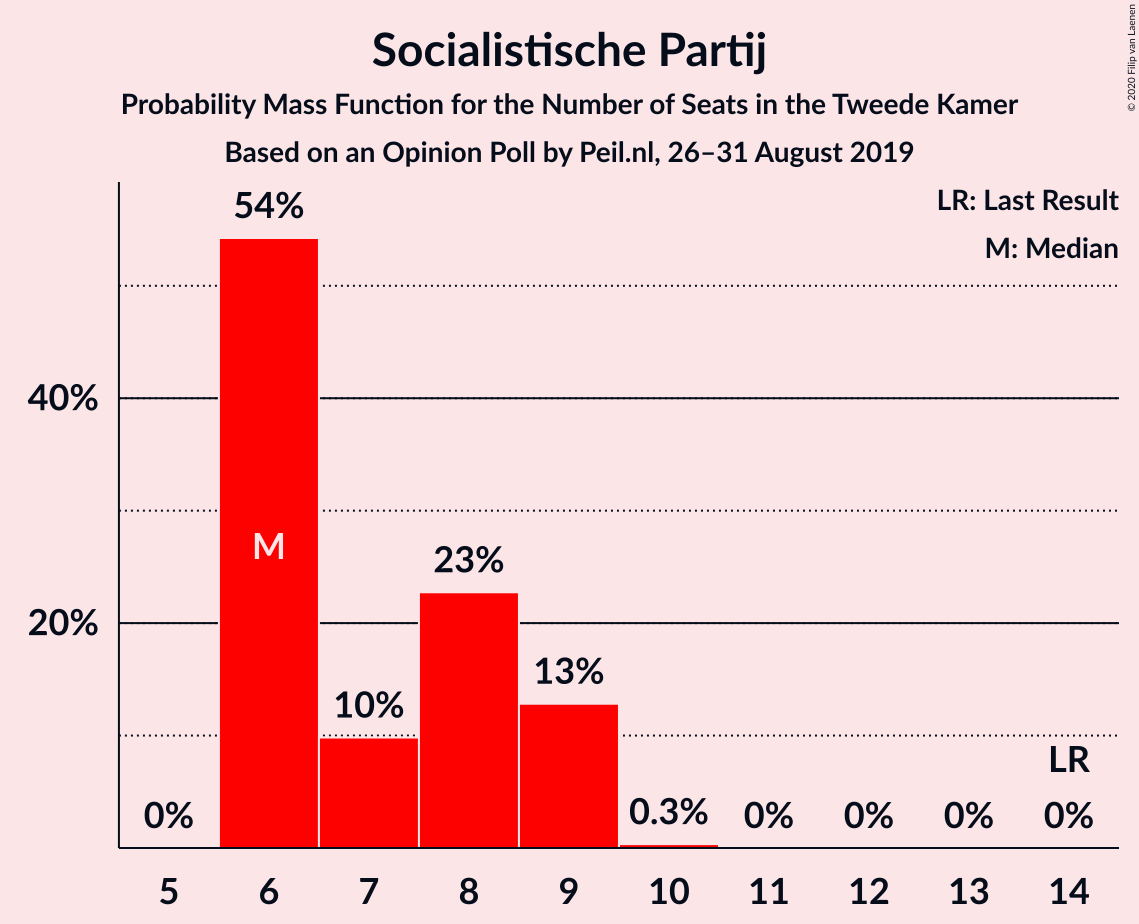 Socialistische Partij
Probability Mass Function for the Number of Seats in the Tweede Kamer
Based on an Opinion Poll by Peil.nl, 26–31 August 2019
© 2020 Filip van Laenen
LR: Last Result
M: Median
54%
40%
M
23%
20%
13%
10%
LR
0%
0.3%
0%
0%
0%
0%
5
6
7
8
9
10
11
12
13
14